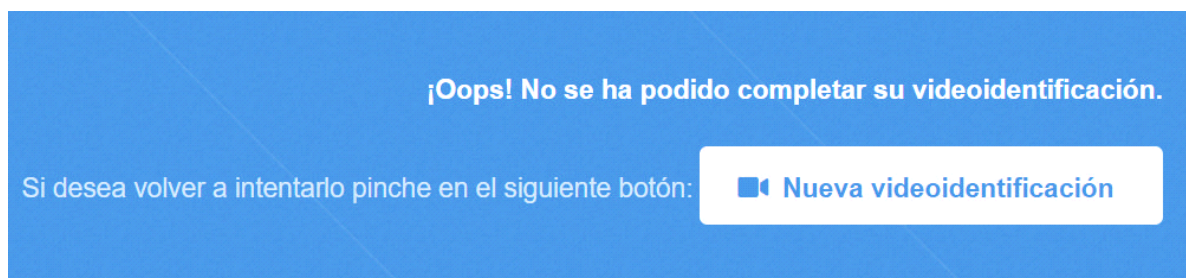 ¡Oops! No se ha podido completar su videoidentificación.
Si desea volver a intentarlo pinche en el siguiente botón: Nueva videoidentificación